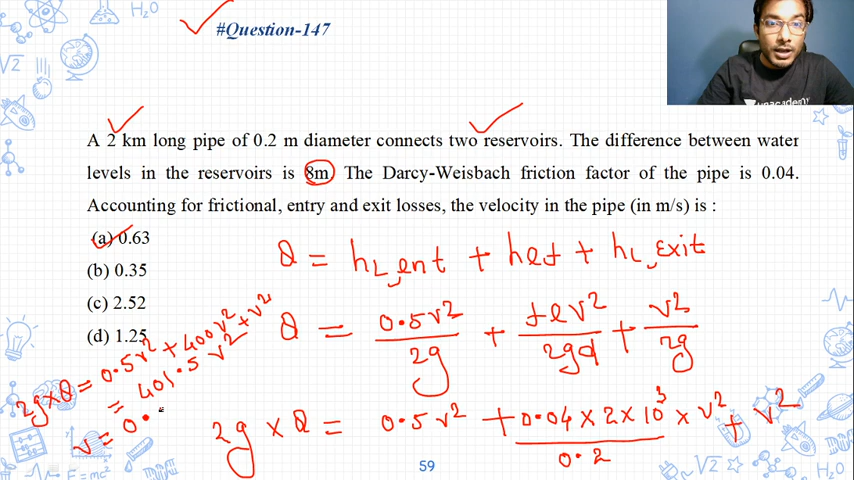 #Question-147
A 2 km long pipe of 0.2 m diameter connects two reservoirs. The difference between water
levels in the reservoirs is 8m The Darcy-Weisbach friction factor of the pipe is 0.04.
Accounting for frictional, entry and exit losses, the velocity in the pipe (in m/s) is :
(a) 0.63
(b) 0.35
(c) 2.52
(d) 1.25
8 = hL,ent + hLf + hL,exit
8 = 0.5v²/2g + flv²/2gd + v²/2g
2g × 8 = 0.5v² + 0.04 × 2 × 10³/0.2 × v² + v²
2g × 8 = 0.5v² + 400v² + v²
= 401.5 v²
v = 0.
59